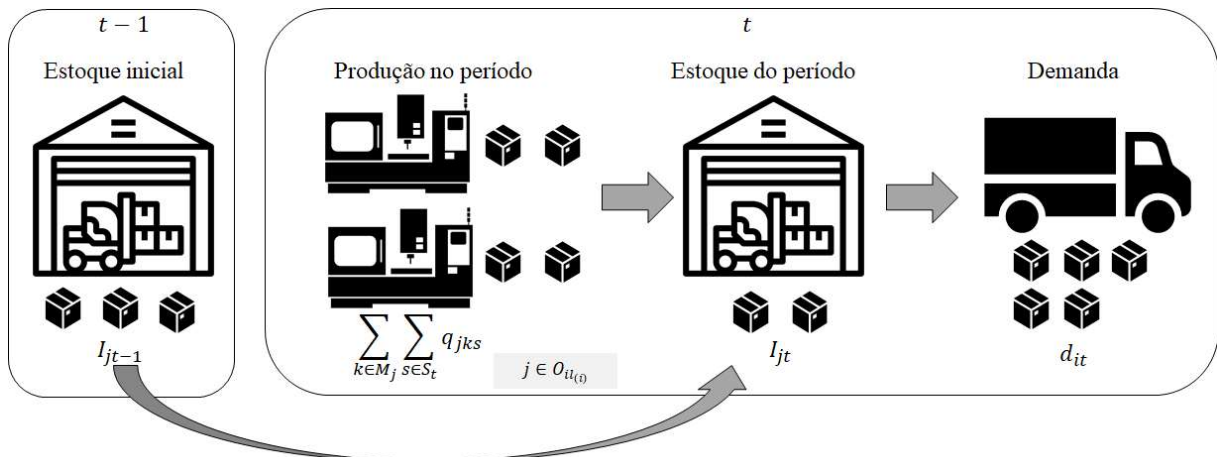 t − 1
Estoque inicial
I_{jt−1}
t
Produção no período
∑_{k∈M_j} ∑_{s∈S_t} q_{jks}
j ∈ O_{il_{(i)}}
Estoque do período
I_{jt}
Demanda
d_{it}